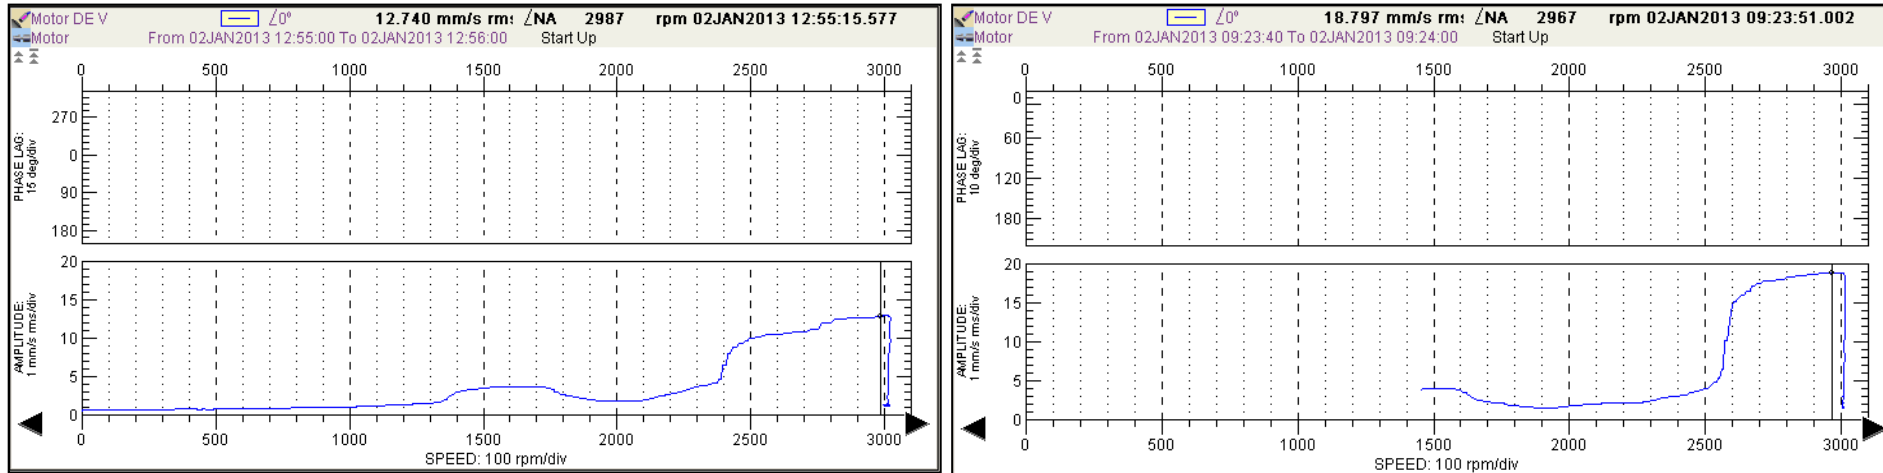 Motor DE V ∠0° 12.740 mm/s rms ∠NA 2987 rpm 02JAN2013 12:55:15.577
Motor From 02JAN2013 12:55:00 To 02JAN2013 12:56:00 Start Up
0 500 1000 1500 2000 2500 3000
PHASE LAG:
15 deg/div
270
0
90
180
AMPLITUDE:
1 mm/s rms/div
20
15
10
5
0
0 500 1000 1500 2000 2500 3000
SPEED: 100 rpm/div
Motor DE V ∠0° 18.797 mm/s rms ∠NA 2967 rpm 02JAN2013 09:23:51.002
Motor From 02JAN2013 09:23:40 To 02JAN2013 09:24:00 Start Up
0 500 1000 1500 2000 2500 3000
PHASE LAG:
10 deg/div
0
60
120
180
AMPLITUDE:
1 mm/s rms/div
20
15
10
5
0
0 500 1000 1500 2000 2500 3000
SPEED: 100 rpm/div